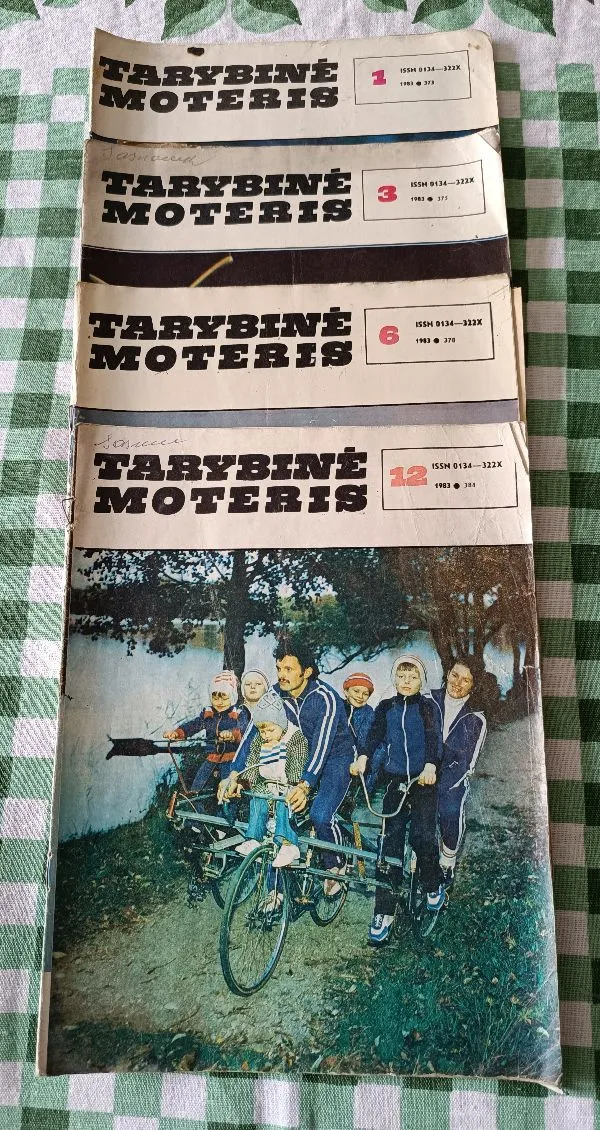 TARYBINĖ
MOTERIS
1
ISSN 0134—322X
1983 ● 373
TARYBINĖ
MOTERIS
3
ISSN 0134—322X
1983 ● 375
TARYBINĖ
MOTERIS
6
ISSN 0134—322X
1983 ● 378
TARYBINĖ
MOTERIS
12
ISSN 0134—322X
1983 ● 384